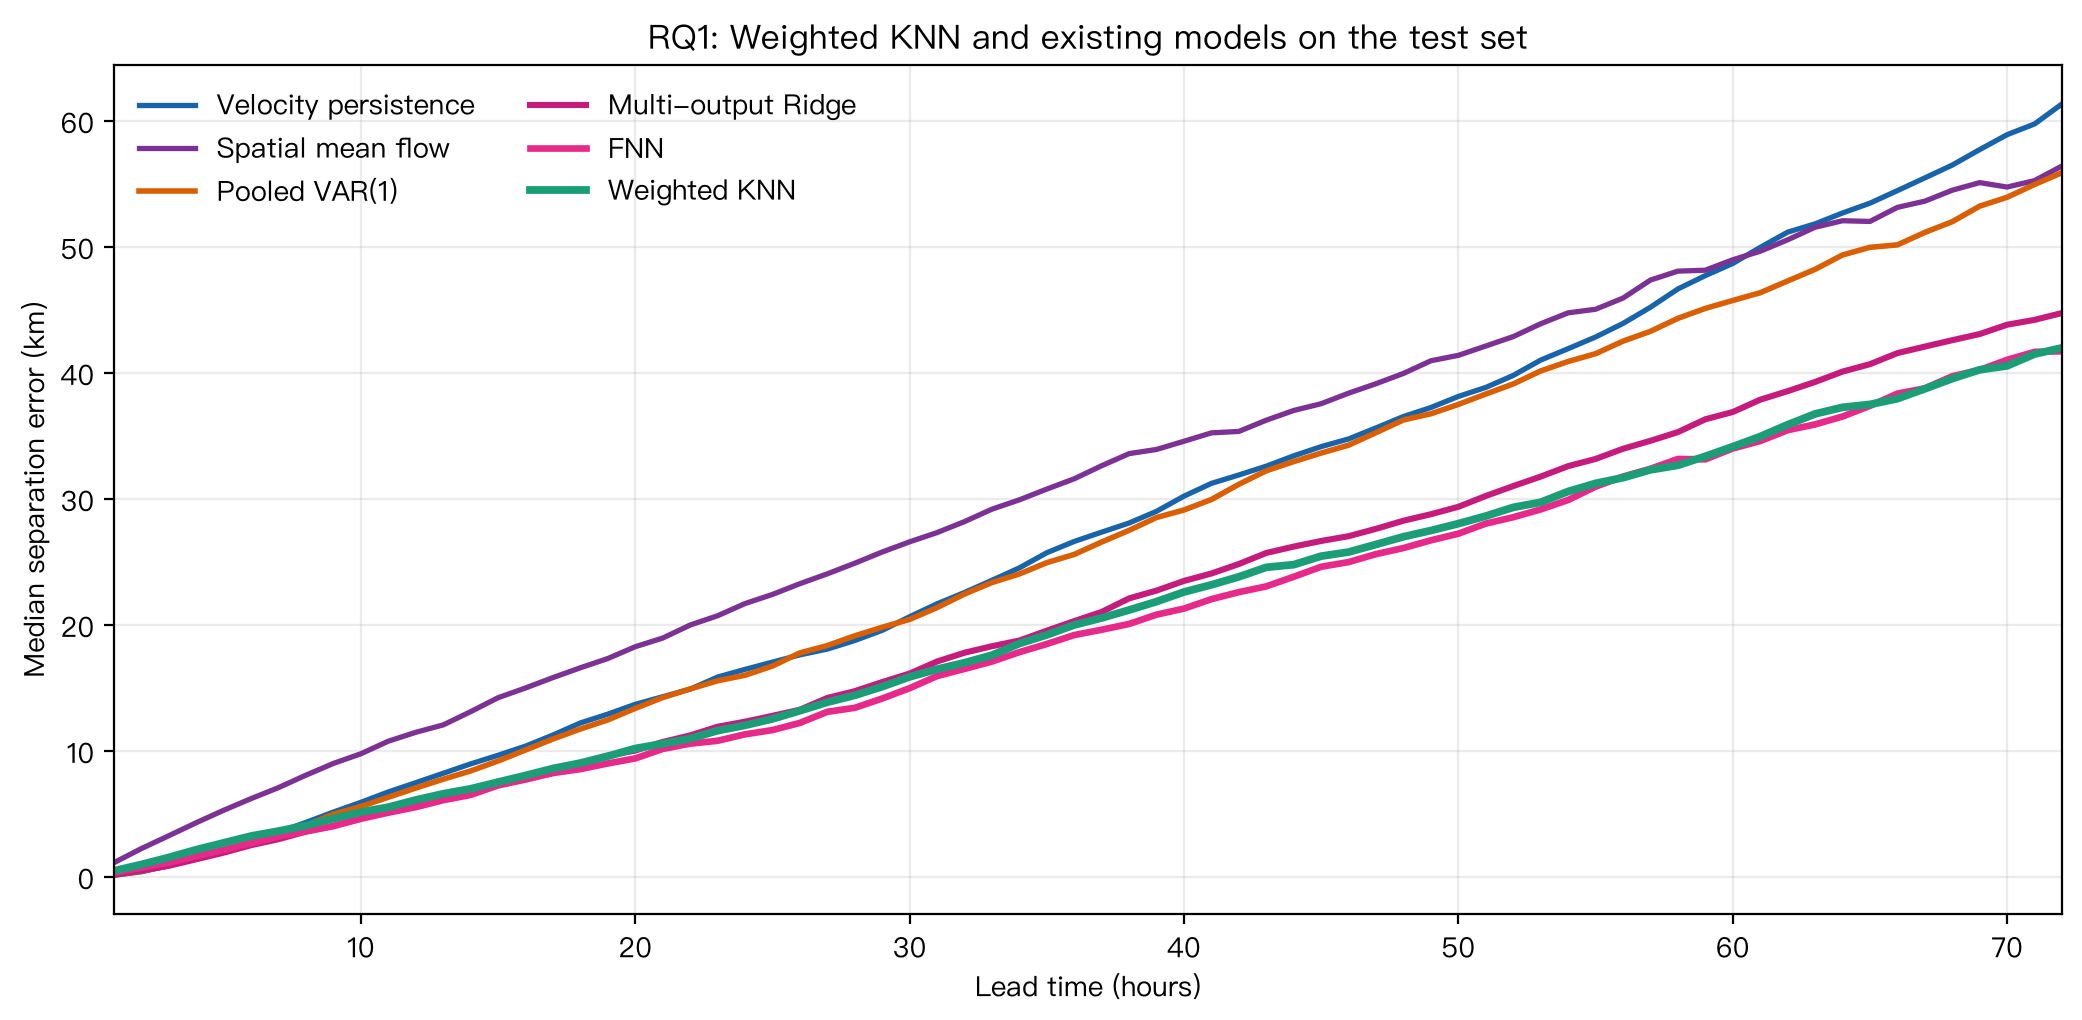 RQ1: Weighted KNN and existing models on the test set
Velocity persistence
Spatial mean flow
Pooled VAR(1)
Multi−output Ridge
FNN
Weighted KNN
Median separation error (km)
60
50
40
30
20
10
0
10 20 30 40 50 60 70
Lead time (hours)